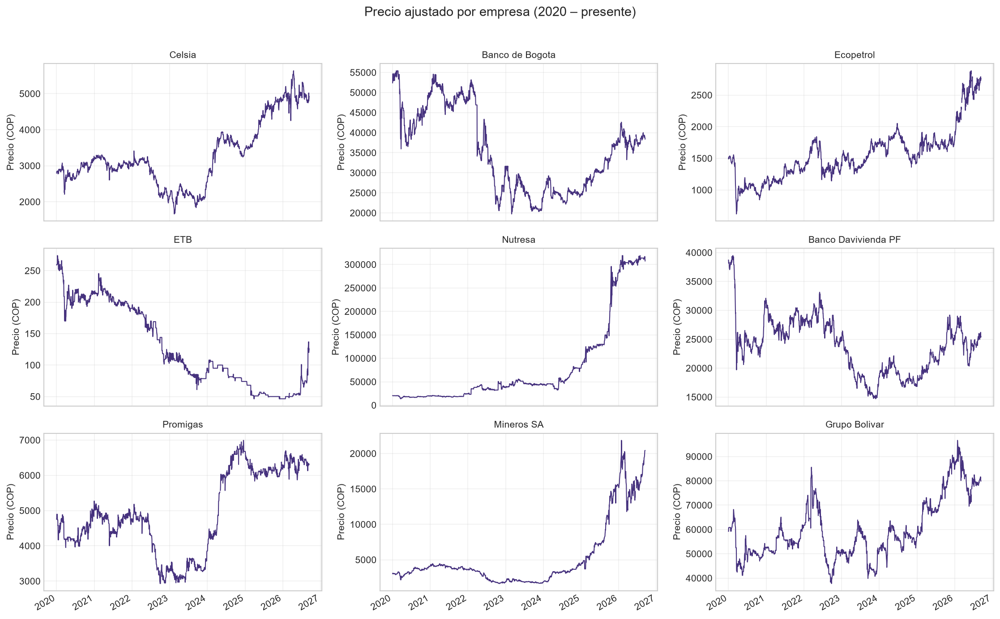 Precio ajustado por empresa (2020 – presente)
Celsia
Banco de Bogota
Ecopetrol
Precio (COP)
5000
4000
3000
2000
Precio (COP)
55000
50000
45000
40000
35000
30000
25000
20000
Precio (COP)
2500
2000
1500
1000
ETB
Nutresa
Banco Davivienda PF
Precio (COP)
250
200
150
100
50
Precio (COP)
300000
250000
200000
150000
100000
50000
0
Precio (COP)
40000
35000
30000
25000
20000
15000
Promigas
Mineros SA
Grupo Bolivar
Precio (COP)
7000
6000
5000
4000
3000
Precio (COP)
20000
15000
10000
5000
Precio (COP)
90000
80000
70000
60000
50000
40000
2020 2021 2022 2023 2024 2025 2026 2027
2020 2021 2022 2023 2024 2025 2026 2027
2020 2021 2022 2023 2024 2025 2026 2027